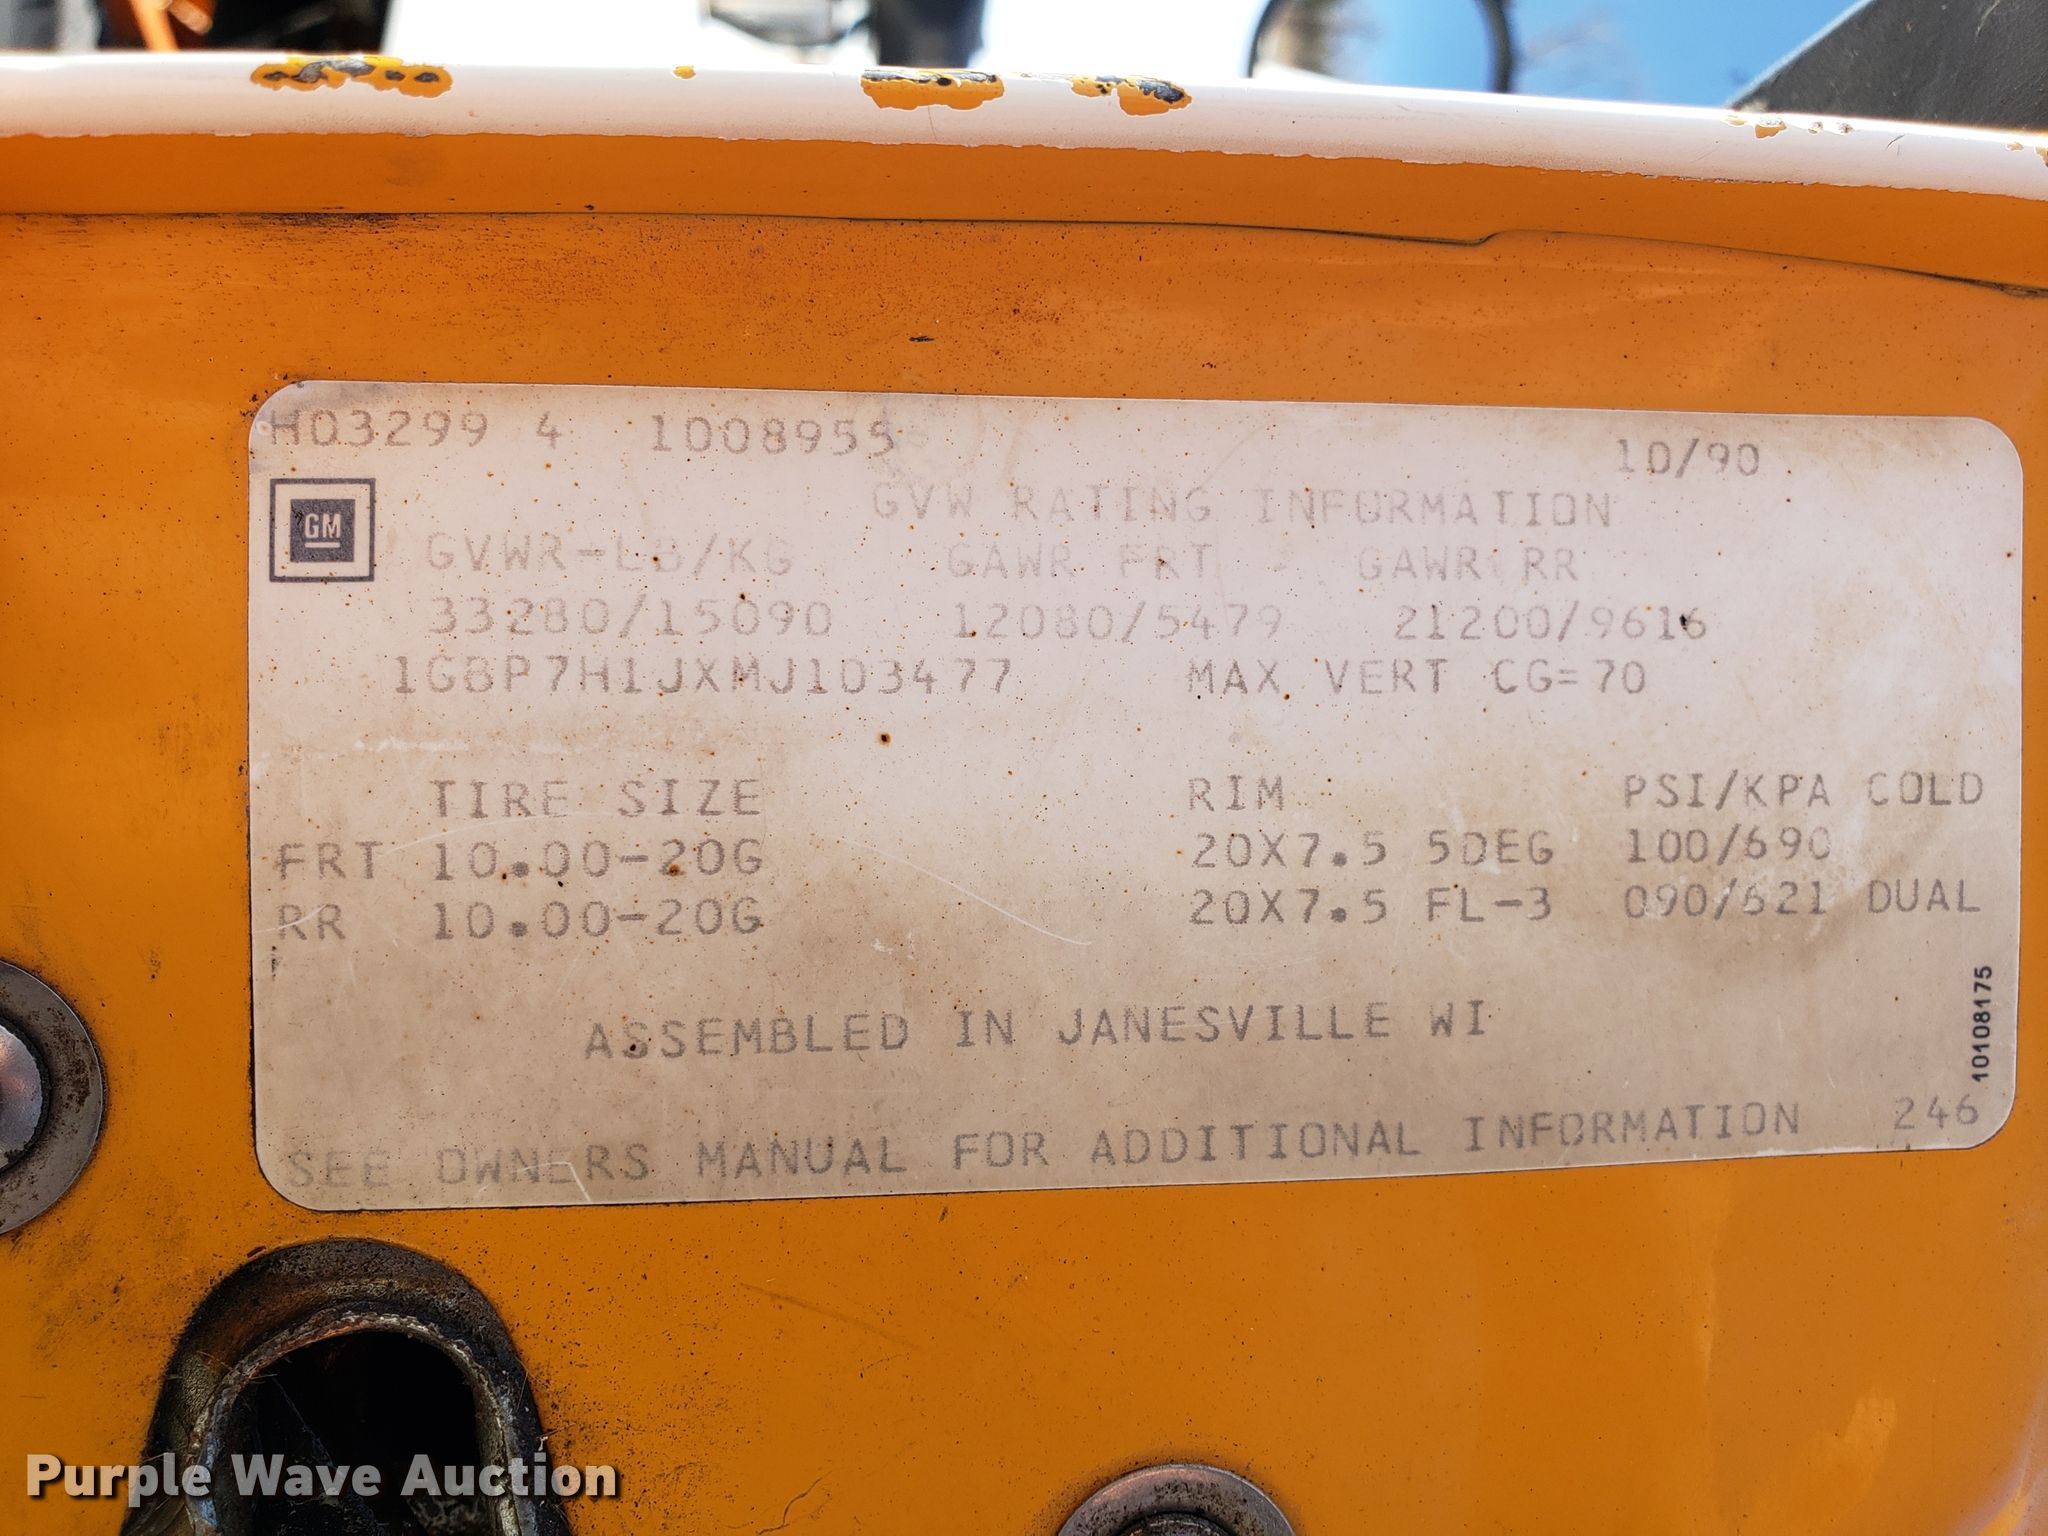 H03299 4 1008955 10/90
GM
GVW RATING INFORMATION
GVWR-LB/KG GAWR FRT GAWR RR
33280/15090 12080/5479 21200/9616
1GBP7H1JXMJ103477 MAX VERT CG=70
TIRE SIZE RIM PSI/KPA COLD
FRT 10.00-20G 20X7.5 5DEG 100/690
RR 10.00-20G 20X7.5 FL-3 090/621 DUAL
ASSEMBLED IN JANESVILLE WI
10108175
SEE OWNERS MANUAL FOR ADDITIONAL INFORMATION 246
Purple Wave Auction